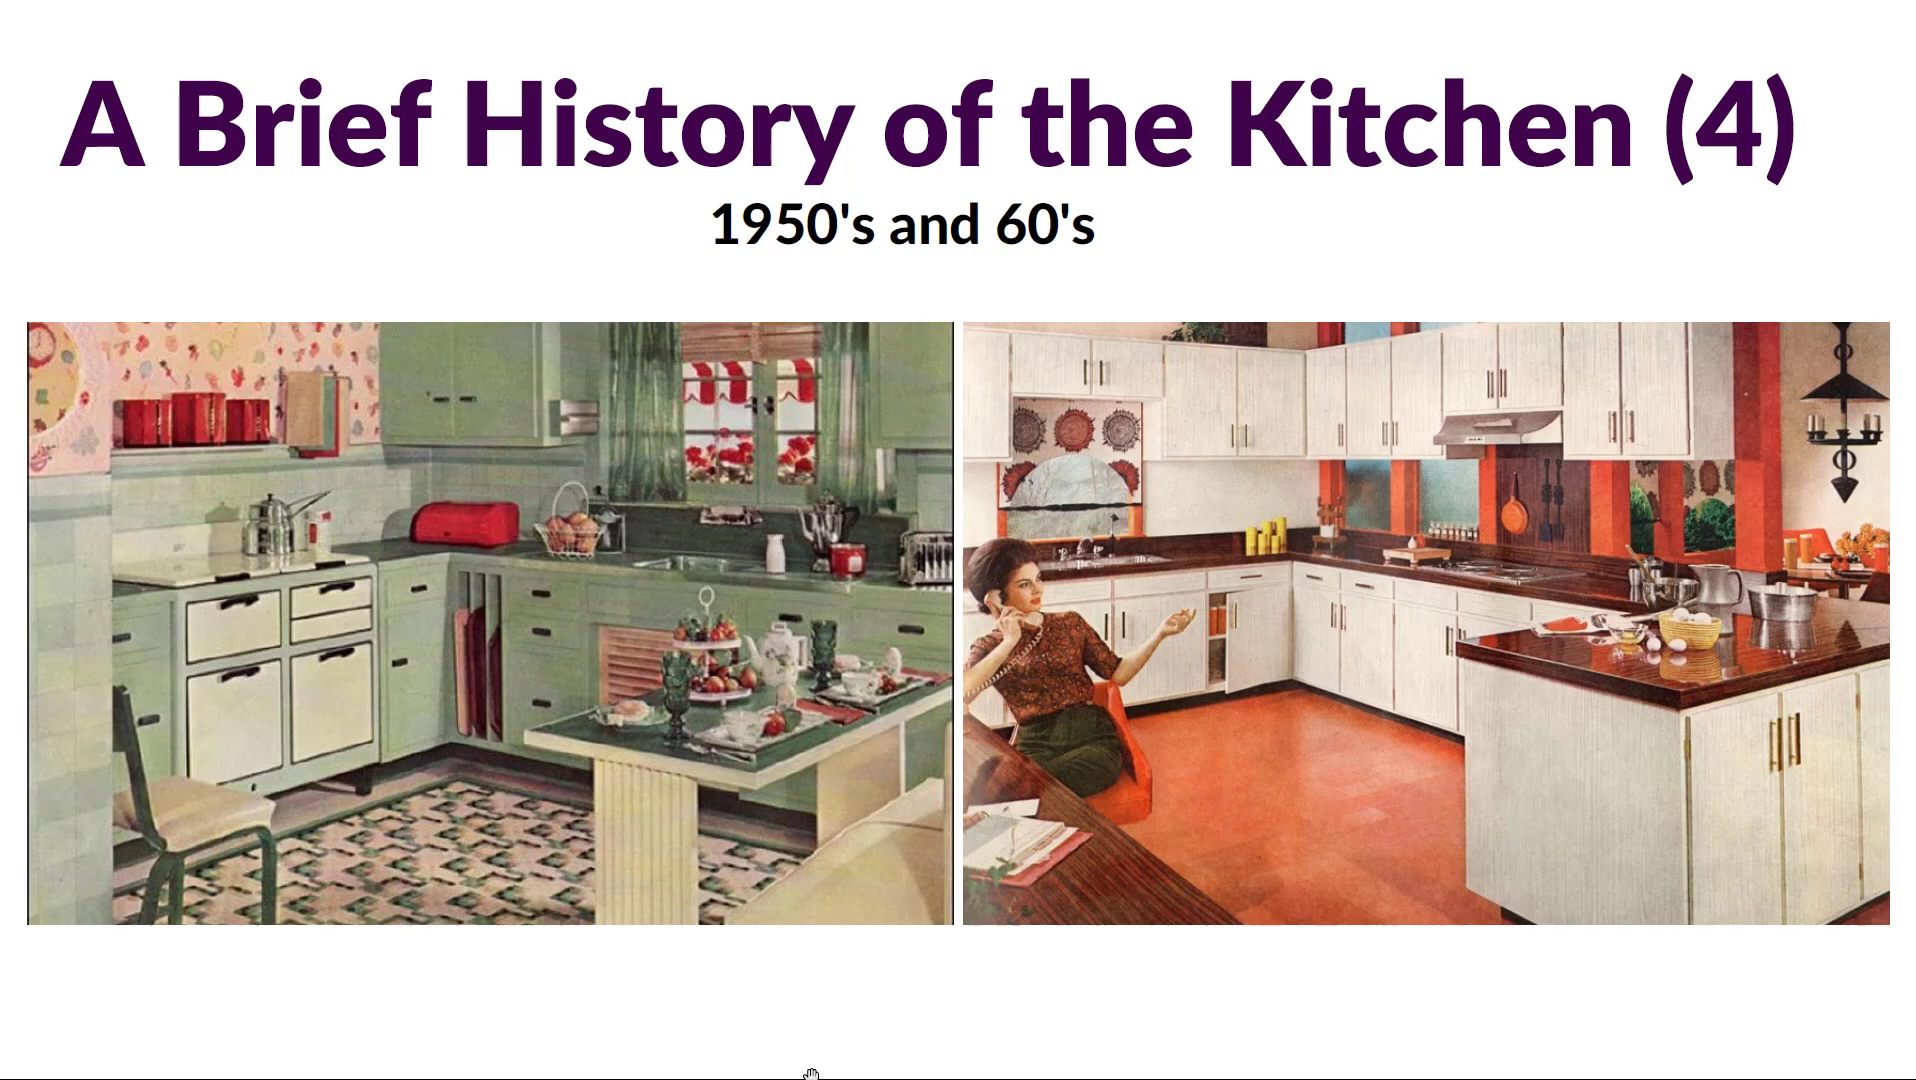 A Brief History of the Kitchen (4)
1950's and 60's